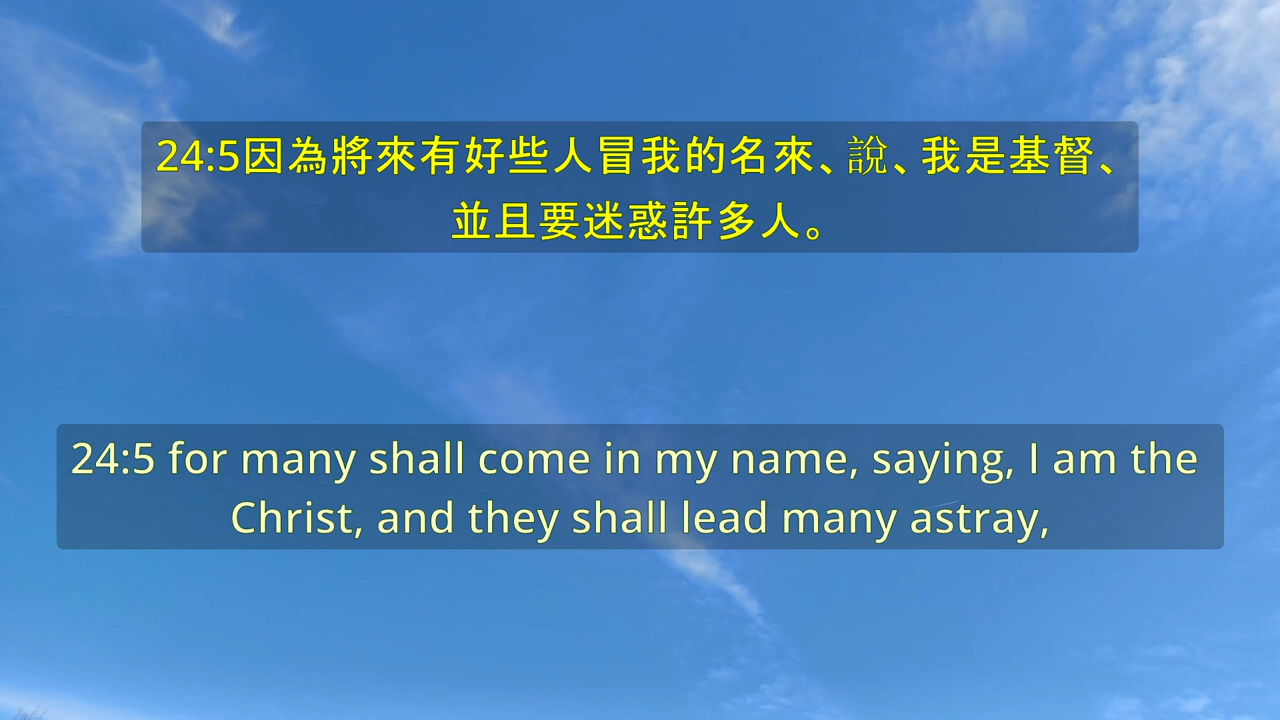 24:5因為將來有好些人冒我的名來、說、我是基督、
並且要迷惑許多人。
24:5 for many shall come in my name, saying, I am the
Christ, and they shall lead many astray,